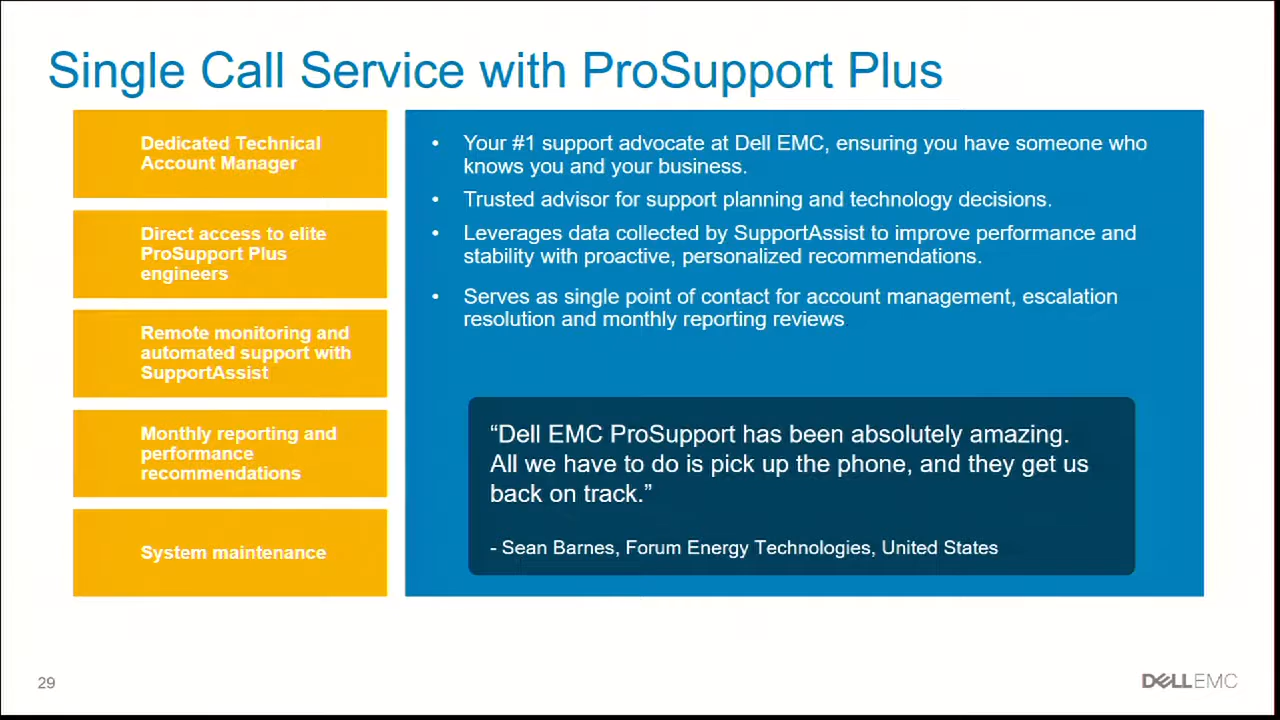 Single Call Service with ProSupport Plus
Dedicated Technical
Account Manager
Direct access to elite
ProSupport Plus
engineers
Remote monitoring and
automated support with
SupportAssist
Monthly reporting and
performance
recommendations
System maintenance
• Your #1 support advocate at Dell EMC, ensuring you have someone who
knows you and your business.
• Trusted advisor for support planning and technology decisions.
• Leverages data collected by SupportAssist to improve performance and
stability with proactive, personalized recommendations.
• Serves as single point of contact for account management, escalation
resolution and monthly reporting reviews
“Dell EMC ProSupport has been absolutely amazing.
All we have to do is pick up the phone, and they get us
back on track.”
- Sean Barnes, Forum Energy Technologies, United States
29
DELLEMC